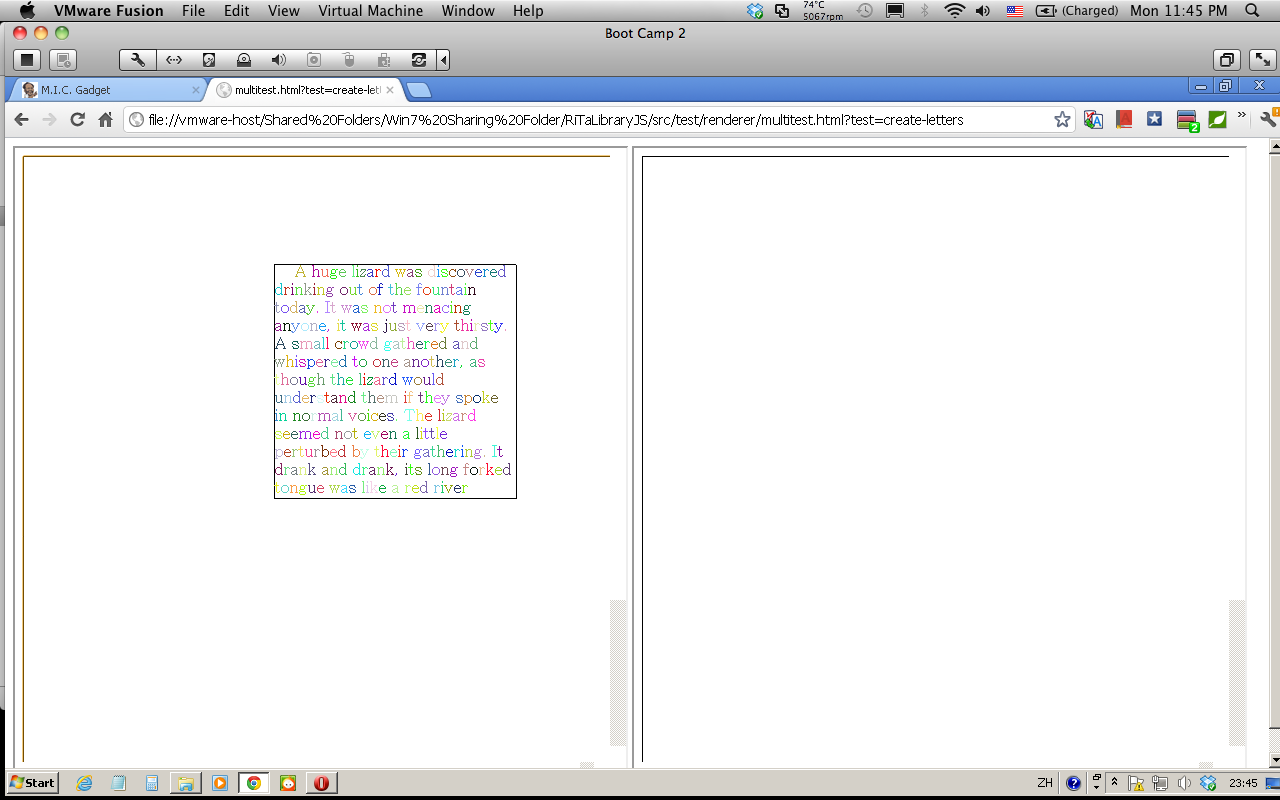 VMware Fusion File Edit View Virtual Machine Window Help 74°C 5067rpm (Charged) Mon 11:45 PM
Boot Camp 2
M.I.C. Gadget multitest.html?test=create-lett
file://vmware-host/Shared%20Folders/Win7%20Sharing%20Folder/RiTaLibraryJS/src/test/renderer/multitest.html?test=create-letters
2
A huge lizard was discovered
drinking out of the fountain
today. It was not menacing
anyone, it was just very thirsty.
A small crowd gathered and
whispered to one another, as
though the lizard would
understand them if they spoke
in normal voices. The lizard
seemed not even a little
perturbed by their gathering. It
drank and drank, its long forked
tongue was like a red river
Start ZH 23:45